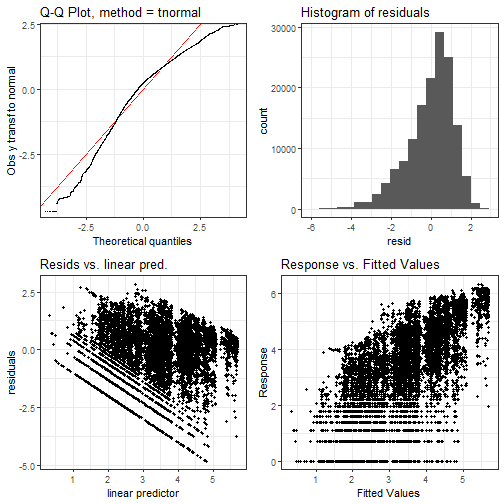 Q-Q Plot, method = tnormal
Obs y transf to normal
2.5
0.0
-2.5
-2.5
0.0
2.5
Theoretical quantiles
Histogram of residuals
count
30000
20000
10000
0
-6
-4
-2
0
2
resid
Resids vs. linear pred.
residuals
2.5
0.0
-2.5
-5.0
1
2
3
4
5
linear predictor
Response vs. Fitted Values
Response
6
4
2
0
1
2
3
4
5
Fitted Values